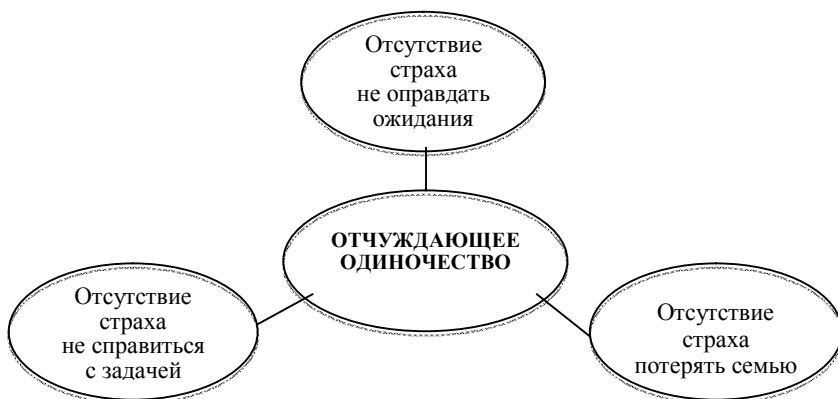 Отсутствие
страха
не оправдать
ожидания
ОТЧУЖДАЮЩЕЕ
ОДИНОЧЕСТВО
Отсутствие
страха
не справиться
с задачей
Отсутствие
страха
потерять семью